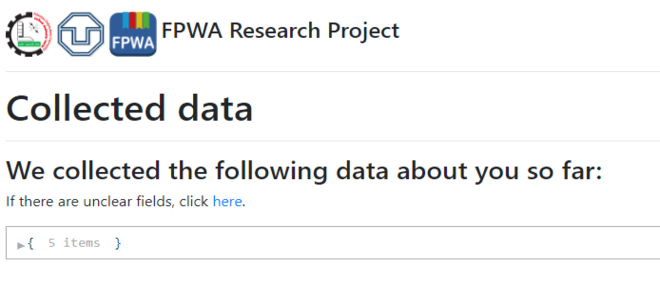 FPWA Research Project
FPWA
Collected data
We collected the following data about you so far:
If there are unclear fields, click here.
▶{ 5 items }